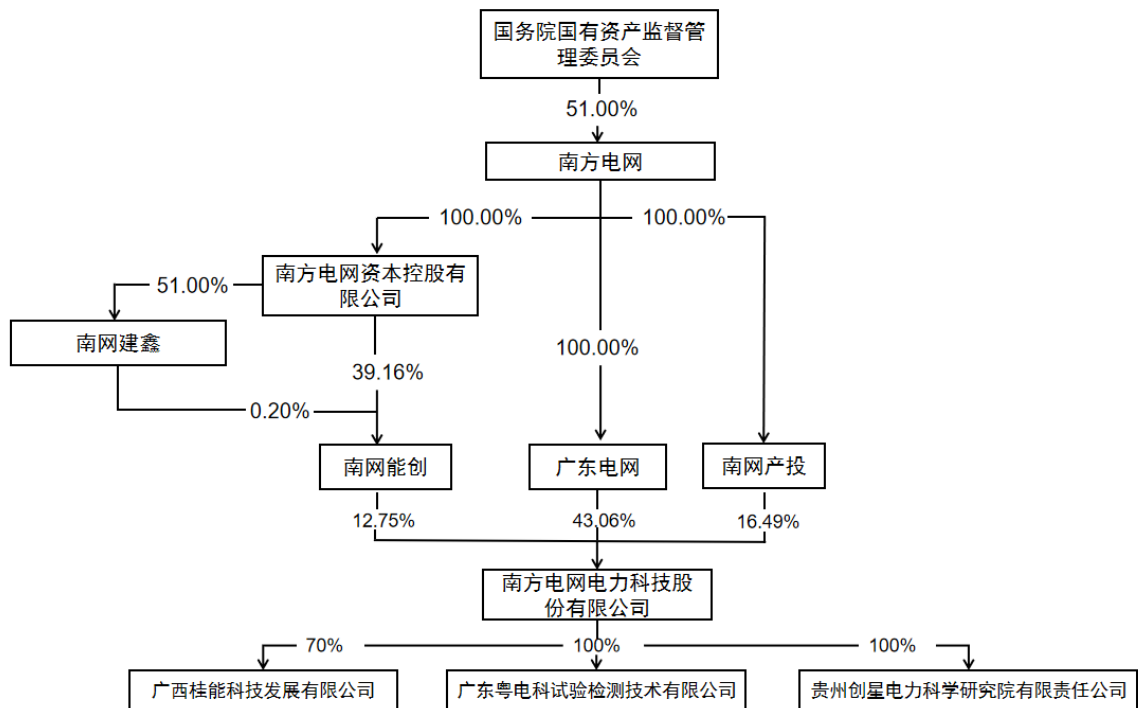 国务院国有资产监督管
理委员会
51.00%
南方电网
100.00%
100.00%
南方电网资本控股有
限公司
51.00%
南网建鑫
100.00%
39.16%
0.20%
南网能创
广东电网
南网产投
12.75%
43.06%
16.49%
南方电网电力科技股
份有限公司
70%
100%
100%
广西桂能科技发展有限公司
广东粤电科试验检测技术有限公司
贵州创星电力科学研究院有限责任公司